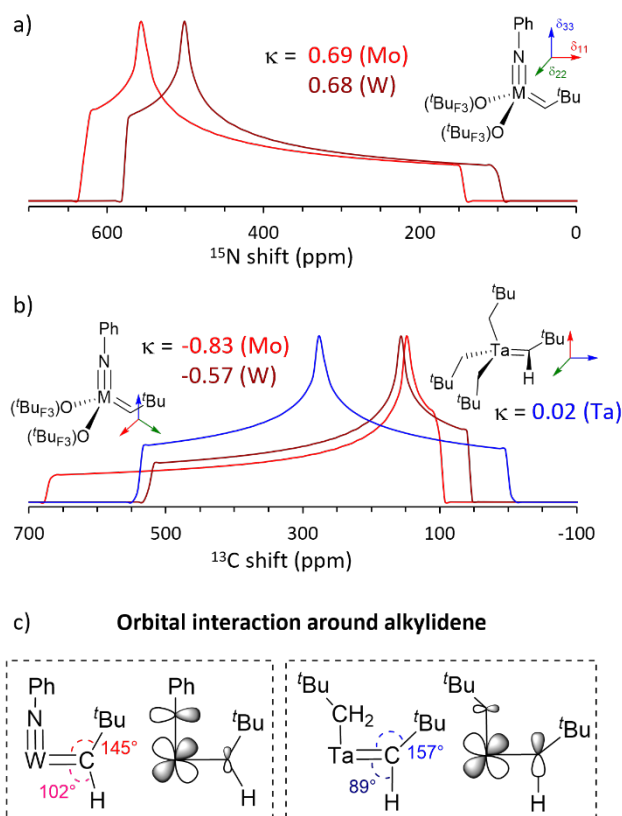 a)
κ = 0.69 (Mo)
0.68 (W)
Ph
N
M
(ᵗBuF3)O
(ᵗBuF3)O
ᵗBu
δ33
δ11
δ22
600 400 200 0
¹⁵N shift (ppm)
b)
Ph
N
M
(ᵗBuF3)O
(ᵗBuF3)O
ᵗBu
κ = -0.83 (Mo)
-0.57 (W)
ᵗBu
ᵗBu
Ta
H
ᵗBu
ᵗBu
κ = 0.02 (Ta)
700 500 300 100 -100
¹³C shift (ppm)
c) Orbital interaction around alkylidene
Ph
N
W
C
ᵗBu
145°
102°
H
Ph
ᵗBu
H
ᵗBu
CH2
Ta
C
ᵗBu
157°
89°
H
ᵗBu
ᵗBu
H